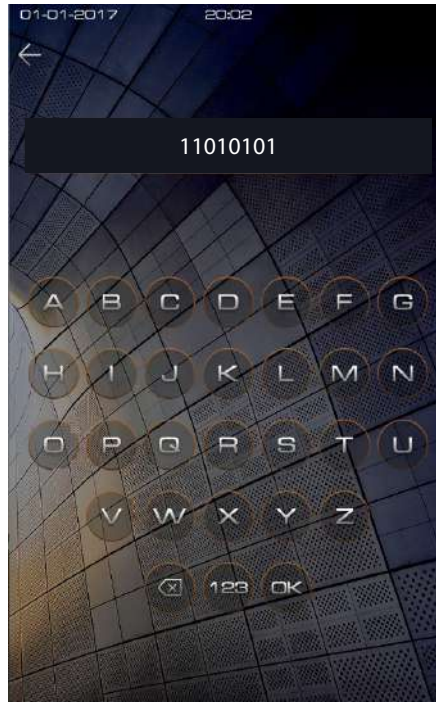 01-01-2017 20:02
11010101
A B C D E F G
H I J K L M N
O P Q R S T U
V W X Y Z
123 OK